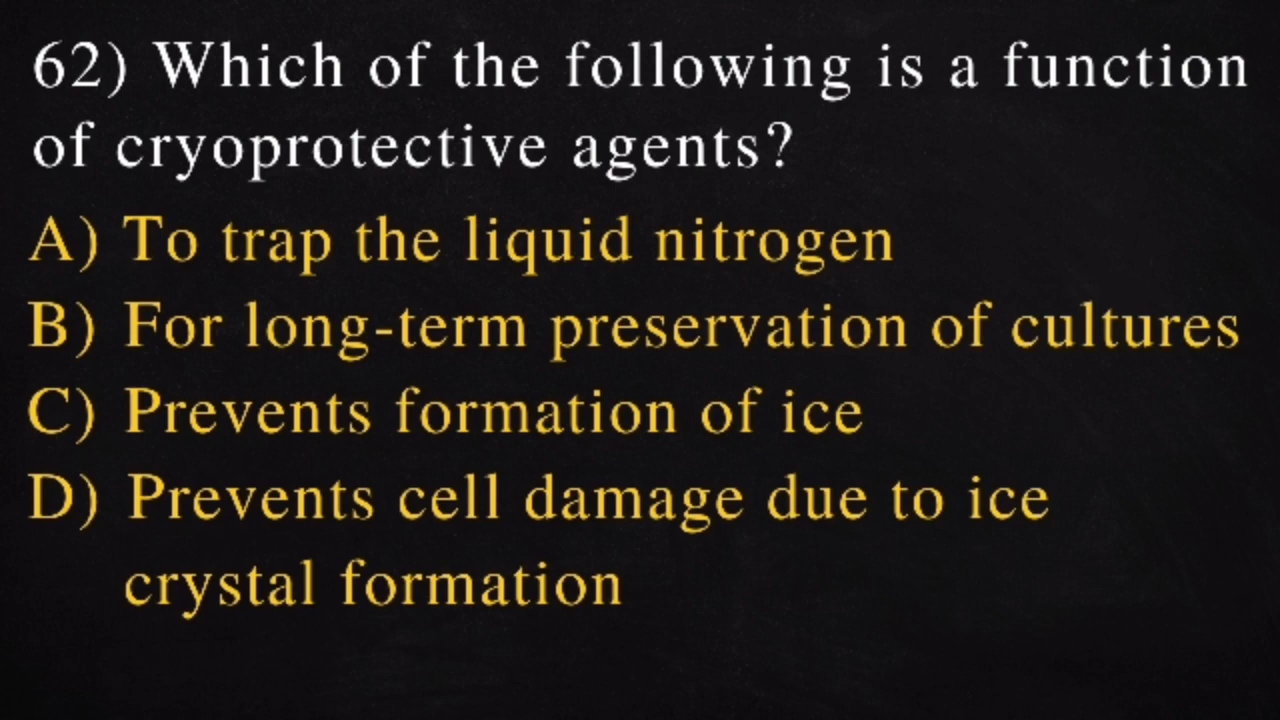 62) Which of the following is a function
of cryoprotective agents?
A) To trap the liquid nitrogen
B) For long-term preservation of cultures
C) Prevents formation of ice
D) Prevents cell damage due to ice
crystal formation